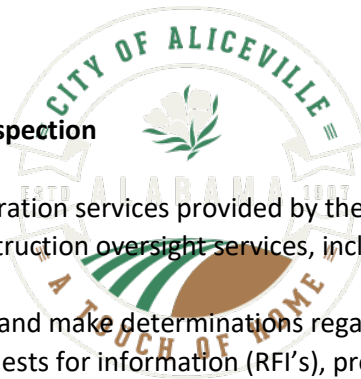 CITY OF ALICEVILLE
spection
ESTD ALABAMA 1907
ration services provided by the
truction oversight services, incl
A TOUCH OF HOME
and make determinations rega
ests for information (RFI's), pr